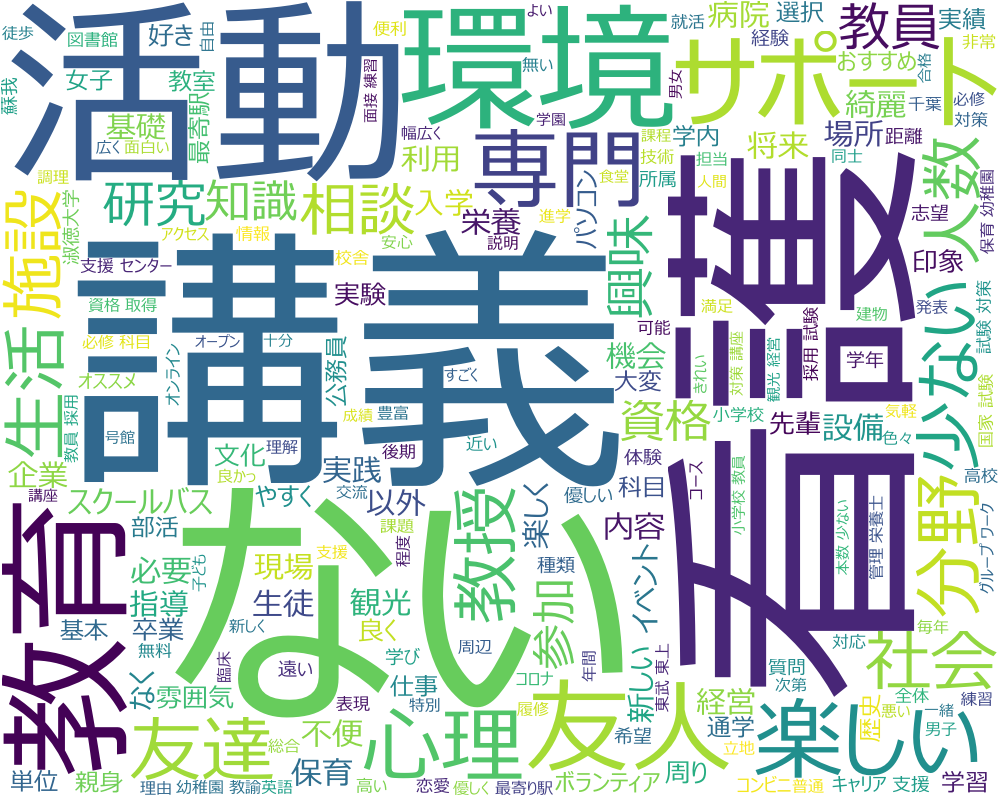 徒歩
図書館
好き
自由
便利
よい
就活
無い
病院
経験
選択
教員
実績
非常
活動
環境
サポート
おすすめ
合格
蘇我
女子
教室
面接 練習
男女
綺麗
千葉
必修
対策
基礎
最寄駅
広く
面白い
幅広く
学園
専門
課程
学内
将来
場所
距離
利用
技術
担当
同士
人数
調理
研究
知識
相談
入学
食堂
所属
人間
パソコン
看護
志望
保育 幼稚園
施設
淑徳大学
アクセス
情報
安心
栄養
進学
説明
興味
印象
支援 センター
校舎
講義
実験
満足
資格 取得
可能
建物
発表
少ない
試験 対策
生活
必修 科目
オープン
十分
公務員
機会
きれい
対策 講座
観光 経営
採用 試験
学年
オススメ
オンライン
すごく
大変
教員 採用
号館
成績
豊富
近い
資格
小学校
先輩
設備
気軽
色々
国家 試験
企業
文化
理解
後期
体験
コース
高校
講座
良かっ
実践
交流
優しい
科目
小学校 教員
スクールバス
やすく
以外
楽しく
内容
本数 少ない
管理 栄養士
グループ ワーク
教育
部活
ない
課題
教授
程度
種類
分野
必要
子ども
現場
支援
参加
イベント
指導
生徒
観光
対応
毎年
基本
卒業
新しく
良く
周辺
無料
臨床
遠い
学び
コロナ
年間
東武 東上
質問
社会
なく
雰囲気
表現
仕事
特別
履修
新しい
次第
全体
練習
友達
総合
不便
心理
友人
希望
経営
通学
楽しい
歴史
悪い
一緒
男子
立地
単位
親身
保育
周り
理由
幼稚園 教諭
英語
高い
恋愛
優しく
最寄り駅
ボランティア
コンビニ
普通
キャリア 支援
学習